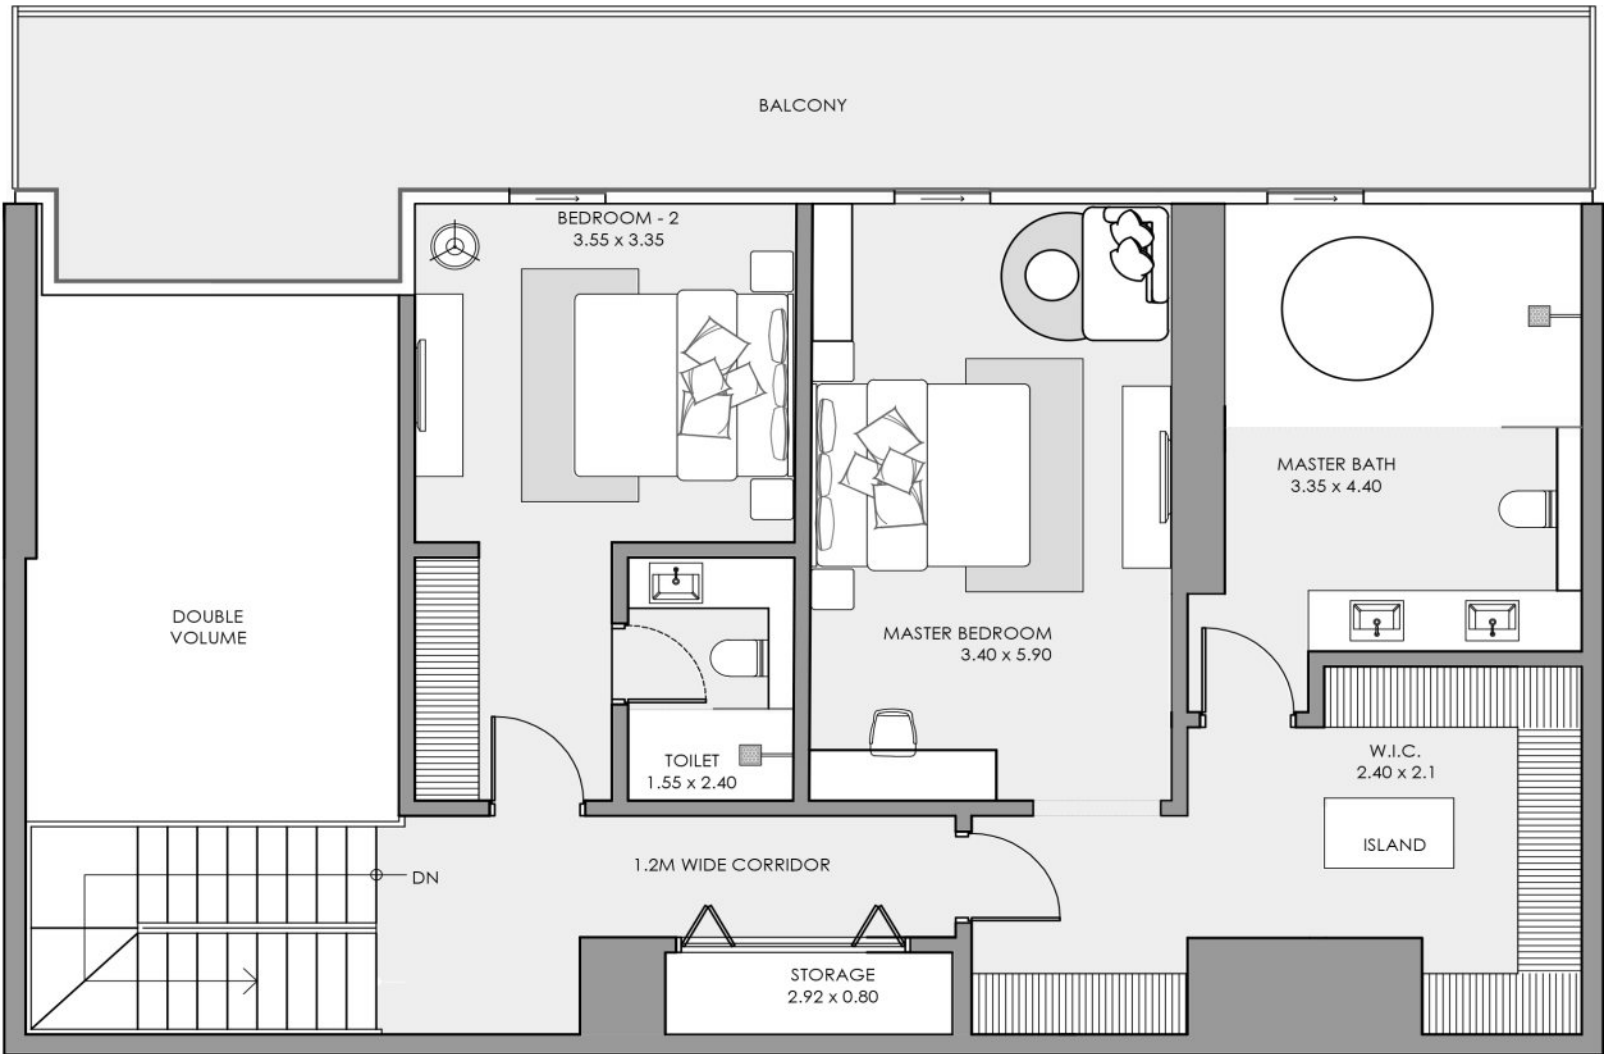 BALCONY
BEDROOM - 2
3.55 x 3.35
MASTER BATH
3.35 x 4.40
DOUBLE
VOLUME
MASTER BEDROOM
3.40 x 5.90
TOILET
1.55 x 2.40
W.I.C.
2.40 x 2.1
ISLAND
1.2M WIDE CORRIDOR
DN
STORAGE
2.92 x 0.80